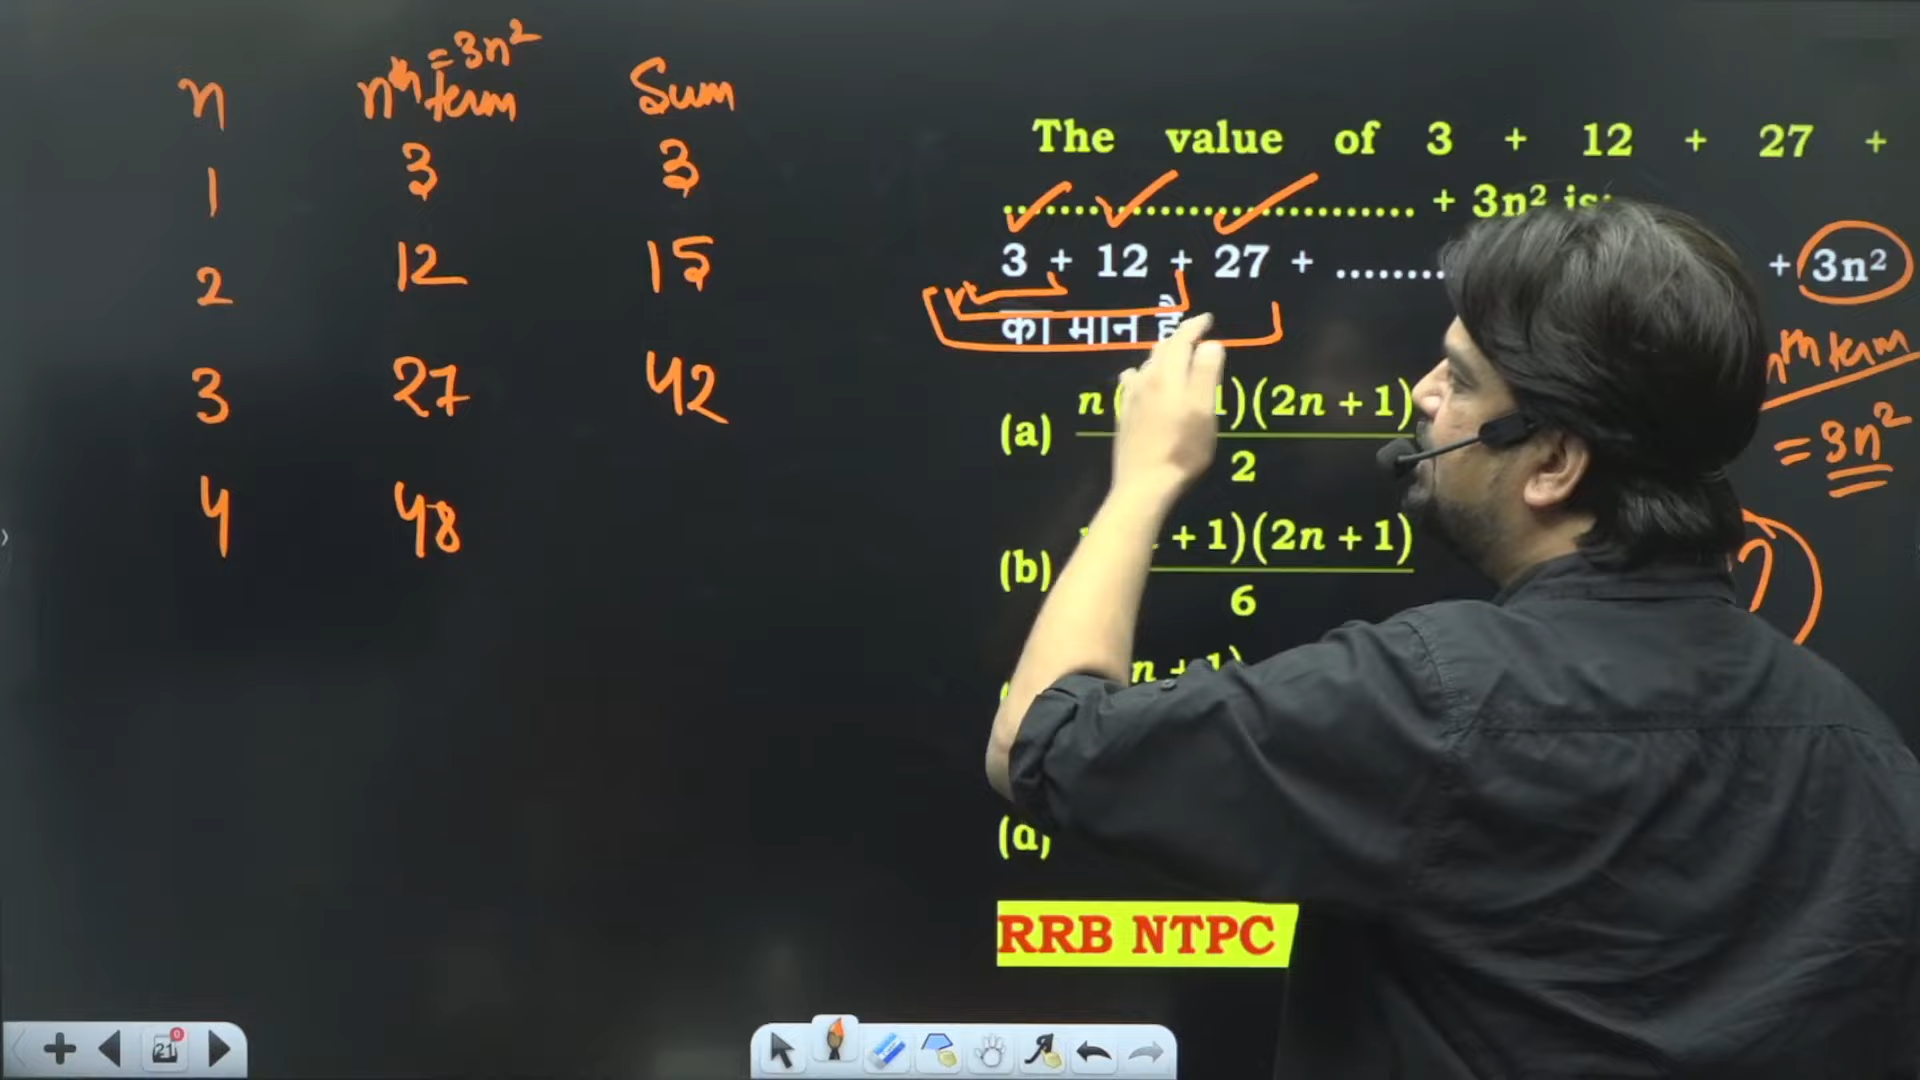 n nth term = 3n² Sum
1 3 3
2 12 15
3 27 42
4 48
The value of 3 + 12 + 27 +
.............................. + 3n² is:
3 + 12 + 27 + ........ + 3n²
का मान है
nth term
= 3n²
(a) n( 1)(2n + 1)
2
(b) + 1)(2n + 1)
6
n + 1)
(d)
RRB NTPC
21 0